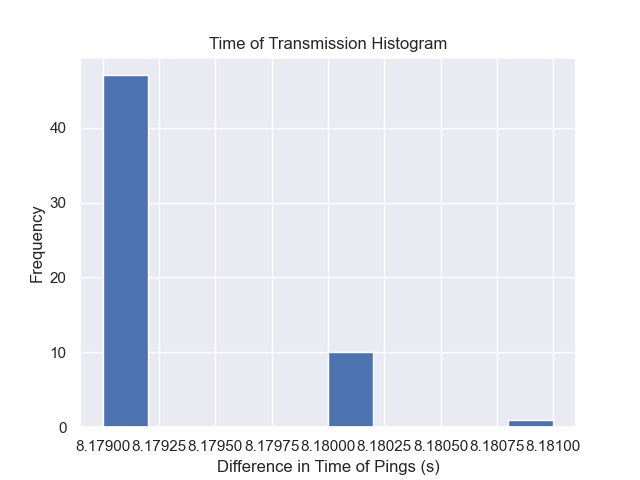 Time of Transmission Histogram
40
30
20
10
0
Frequency
8.17900 8.17925 8.17950 8.17975 8.18000 8.18025 8.18050 8.18075 8.18100
Difference in Time of Pings (s)